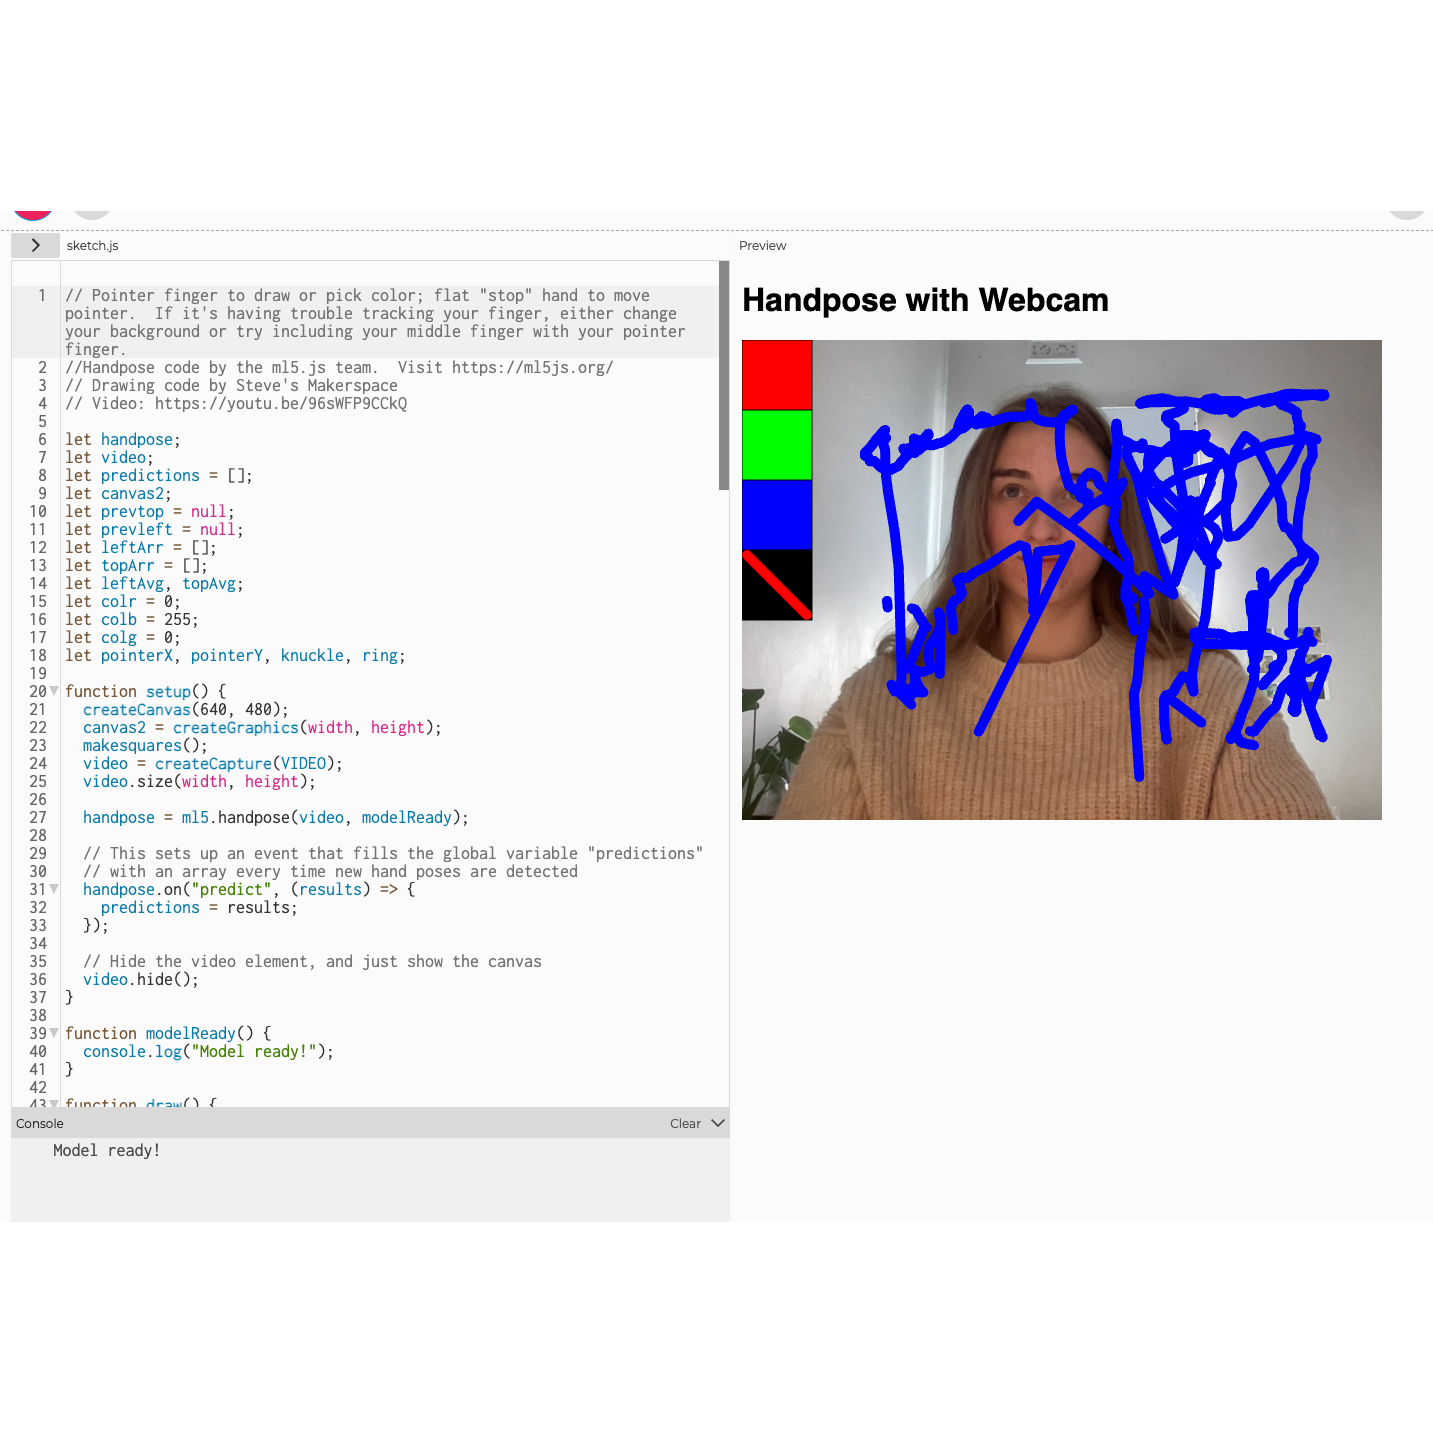 sketch.js
Preview
1 // Pointer finger to draw or pick color; flat "stop" hand to move
pointer.  If it's having trouble tracking your finger, either change
your background or try including your middle finger with your pointer
finger.
2 //Handpose code by the ml5.js team.  Visit https://ml5js.org/
3 // Drawing code by Steve's Makerspace
4 // Video: https://youtu.be/96sWFP9CCkQ
5
6 let handpose;
7 let video;
8 let predictions = [];
9 let canvas2;
10 let prevtop = null;
11 let prevleft = null;
12 let leftArr = [];
13 let topArr = [];
14 let leftAvg, topAvg;
15 let colr = 0;
16 let colb = 255;
17 let colg = 0;
18 let pointerX, pointerY, knuckle, ring;
19
20 function setup() {
21   createCanvas(640, 480);
22   canvas2 = createGraphics(width, height);
23   makesquares();
24   video = createCapture(VIDEO);
25   video.size(width, height);
26
27   handpose = ml5.handpose(video, modelReady);
28
29   // This sets up an event that fills the global variable "predictions"
30   // with an array every time new hand poses are detected
31   handpose.on("predict", (results) => {
32     predictions = results;
33   });
34
35   // Hide the video element, and just show the canvas
36   video.hide();
37 }
38
39 function modelReady() {
40   console.log("Model ready!");
41 }
42
43 function draw() {
Console
Clear
Model ready!
Handpose with Webcam